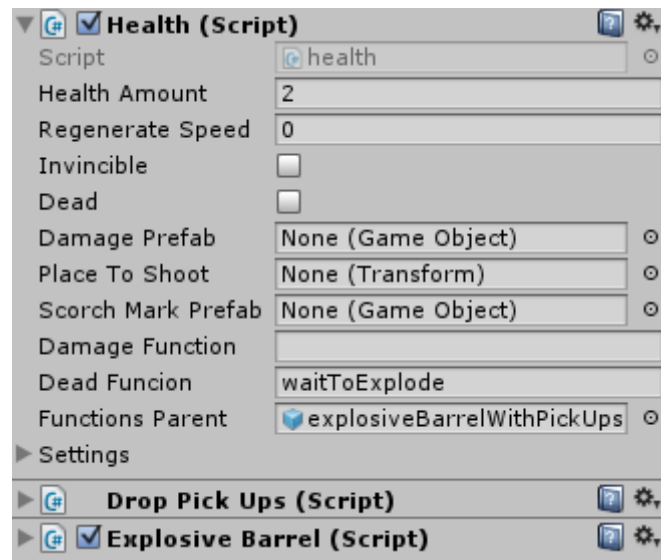 Health (Script)
Script health
Health Amount 2
Regenerate Speed 0
Invincible
Dead
Damage Prefab None (Game Object)
Place To Shoot None (Transform)
Scorch Mark Prefab None (Game Object)
Damage Function
Dead Funcion waitToExplode
Functions Parent explosiveBarrelWithPickUps
Settings
Drop Pick Ups (Script)
Explosive Barrel (Script)